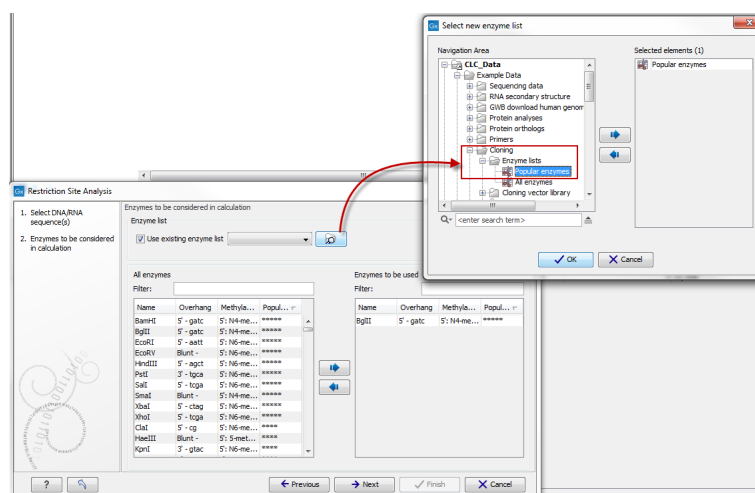 Select new enzyme list
Navigation Area
CLC_Data
Example Data
Sequencing data
RNA secondary structure
GWB download human genom
Protein analyses
Protein orthologs
Primers
Cloning
Enzyme lists
Popular enzymes
All enzymes
Cloning vector library
<enter search term>
Selected elements (1)
Popular enzymes
OK Cancel
Restriction Site Analysis
1. Select DNA/RNA
sequence(s)
2. Enzymes to be considered
in calculation
Enzymes to be considered in calculation
Enzyme list
Use existing enzyme list
All enzymes
Filter:
Name Overhang Methyla... Popul...
BamHI 5' - gatc 5': N4-me... *****
BglII 5' - gatc 5': N4-me... *****
EcoRI 5' - aatt 5': N6-me... *****
EcoRV Blunt - 5': N6-me... *****
HindIII 5' - agct 5': N6-me... *****
PstI 3' - tgca 5': N6-me... *****
SalI 5' - tcga 5': N6-me... *****
SmaI Blunt - 5': N4-me... *****
XbaI 5' - ctag 5': N6-me... *****
XhoI 5' - tcga 5': N6-me... *****
ClaI 5' - cg 5': N6-me... ****
HaeIII Blunt - 5': 5-met... ****
KpnI 3' - gtac 5': N6-me... ****
Enzymes to be used
Filter:
Name Overhang Methyla... Popul...
BglII 5' - gatc 5': N4-me... *****
? Previous Next Finish Cancel